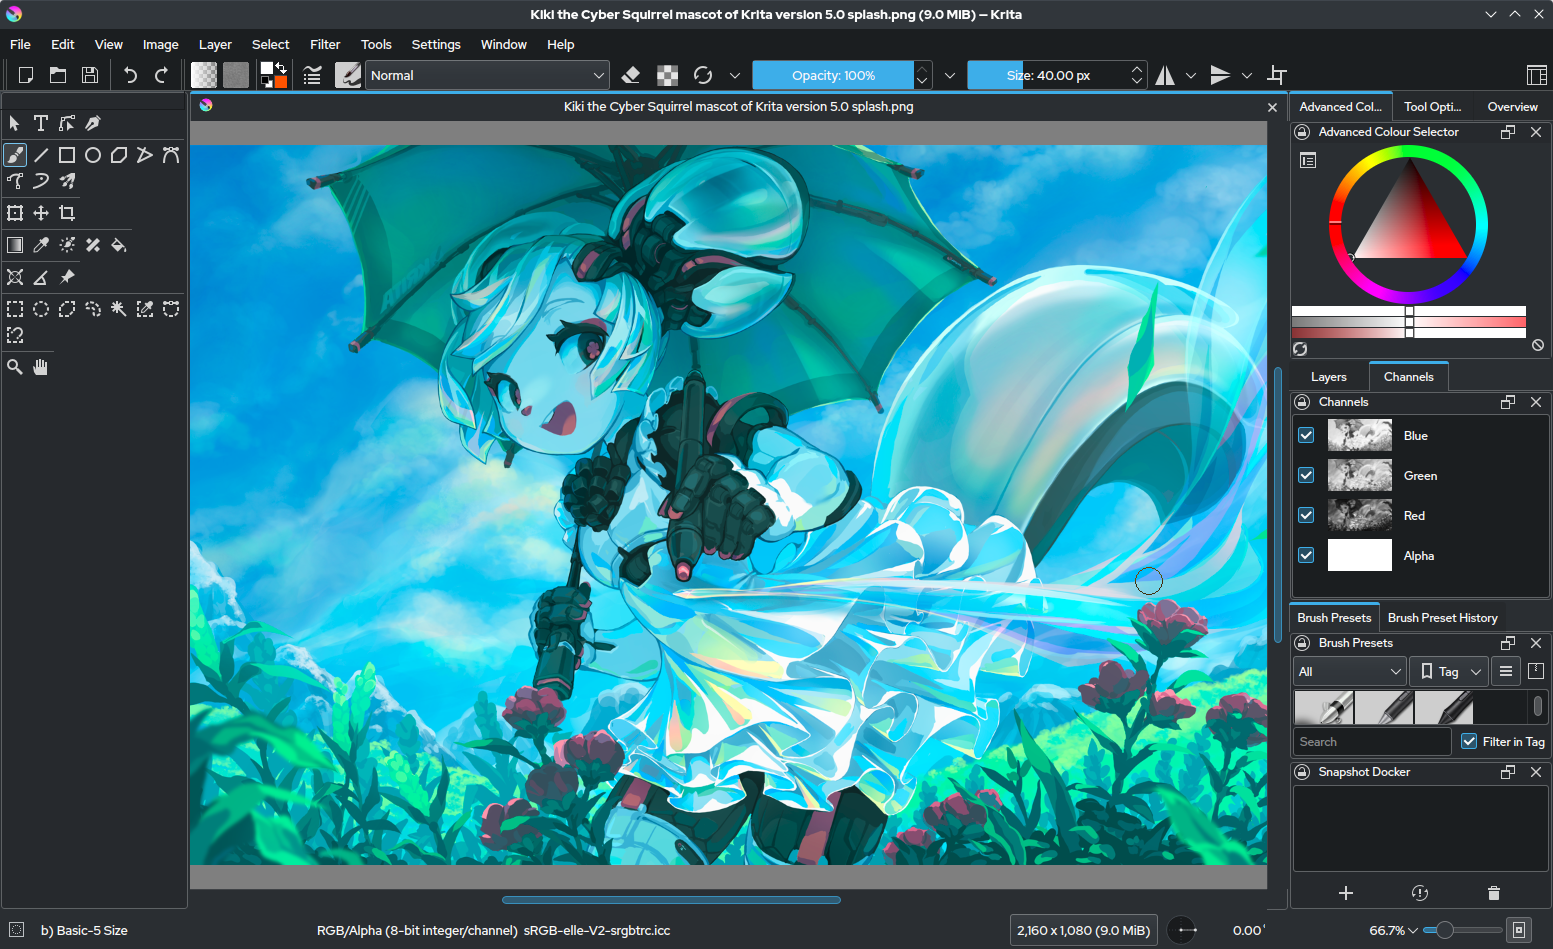 Kiki the Cyber Squirrel mascot of Krita version 5.0 splash.png (9.0 MiB) — Krita
File Edit View Image Layer Select Filter Tools Settings Window Help
Normal
Opacity: 100%
Size: 40.00 px
Kiki the Cyber Squirrel mascot of Krita version 5.0 splash.png
Advanced Col... Tool Opti... Overview
Advanced Colour Selector
Layers Channels
Channels
Blue
Green
Red
Alpha
Brush Presets Brush Preset History
Brush Presets
All
Tag
Search
Filter in Tag
Snapshot Docker
b) Basic-5 Size
RGB/Alpha (8-bit integer/channel) sRGB-elle-V2-srgbtrc.icc
2,160 x 1,080 (9.0 MiB)
0.00°
66.7%